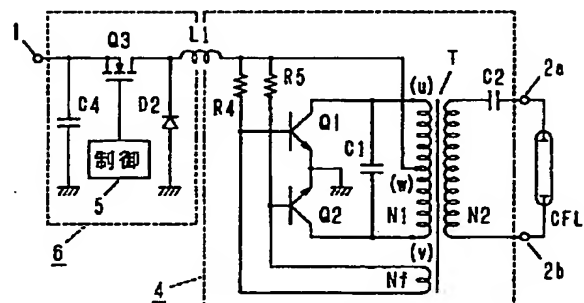 1
Q3
L1
C4
D2
制御
5
6
4
R4
R5
Q1
Q2
C1
(u)
(w)
(v)
N1
N2
Nf
T
C2
2a
2b
CFL